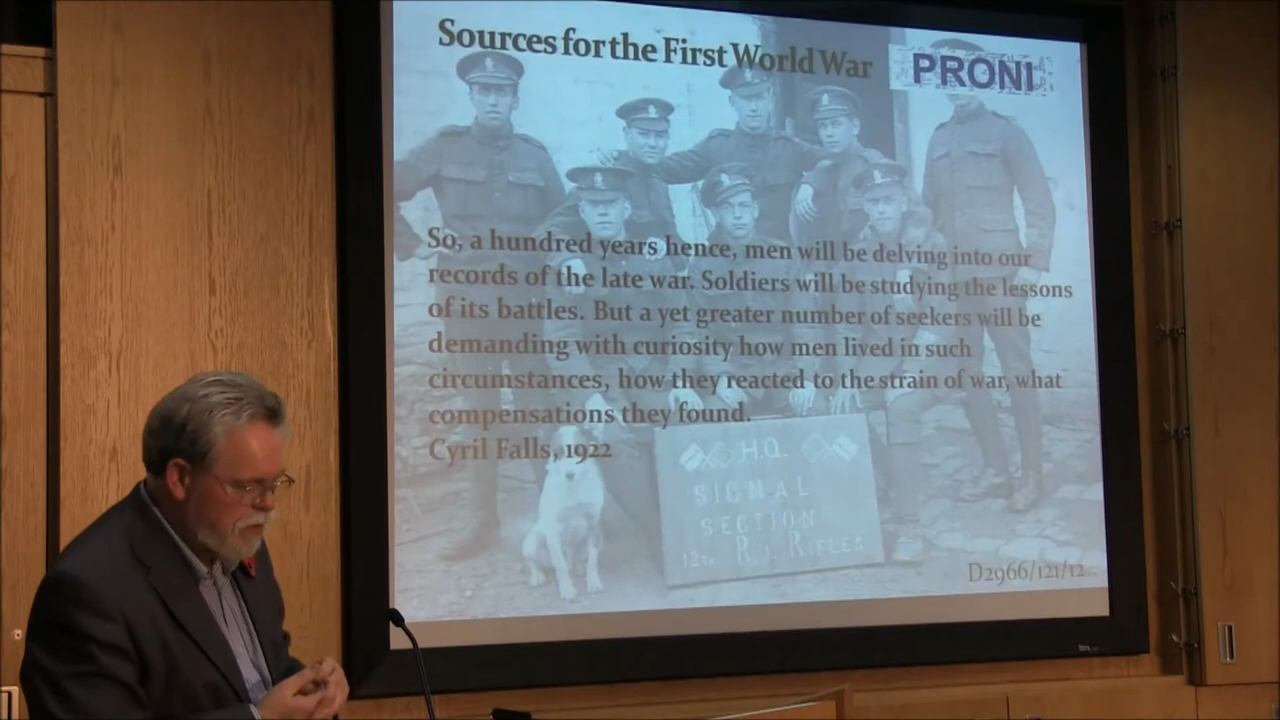 Sources for the First World War
PRONI
So, a hundred years hence, men will be delving into our
records of the late war. Soldiers will be studying the lessons
of its battles. But a yet greater number of seekers will be
demanding with curiosity how men lived in such
circumstances, how they reacted to the strain of war, what
compensations they found.
Cyril Falls, 1922
H.Q.
SIGNAL
SECTION
12TH R. I. RIFLES
D2966/121/12